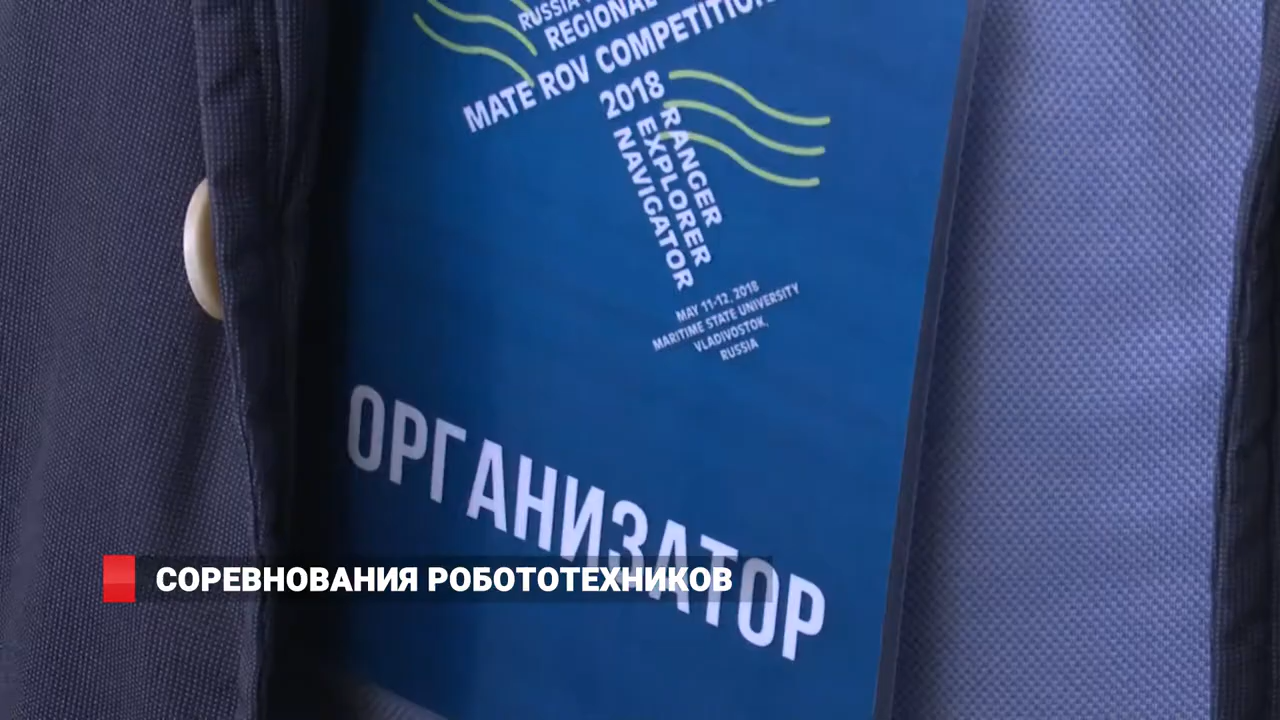 RUSSIA
REGIONAL
MATE ROV COMPETITION
2018
RANGER
EXPLORER
NAVIGATOR
MAY 11-12, 2018
MARITIME STATE UNIVERSITY
VLADIVOSTOK,
RUSSIA
ОРГАНИЗАТОР
СОРЕВНОВАНИЯ РОБОТОТЕХНИКОВ